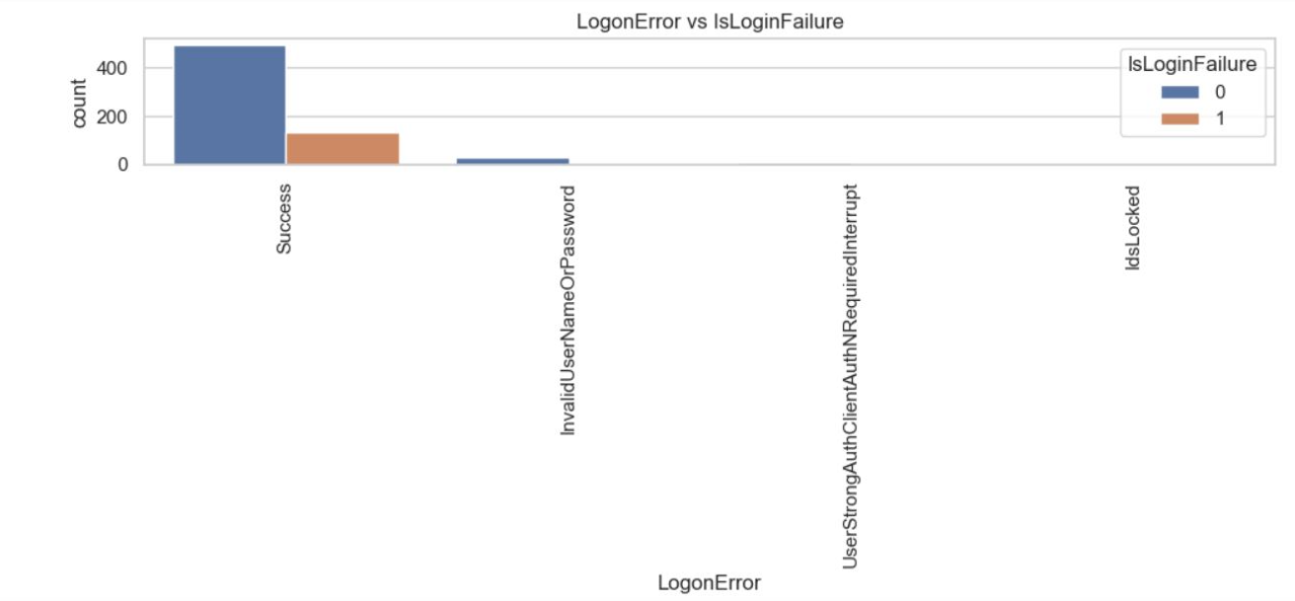 LogonError vs IsLoginFailure
count
400
200
0
IsLoginFailure
0
1
Success
InvalidUserNameOrPassword
UserStrongAuthClientAuthNRequiredInterrupt
IdsLocked
LogonError